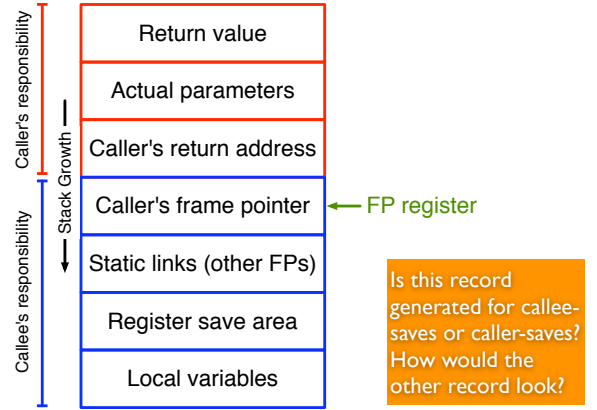 Caller's responsibility
Callee's responsibility
Stack Growth
Return value
Actual parameters
Caller's return address
Caller's frame pointer
Static links (other FPs)
Register save area
Local variables
FP register
Is this record
generated for callee-
saves or caller-saves?
How would the
other record look?